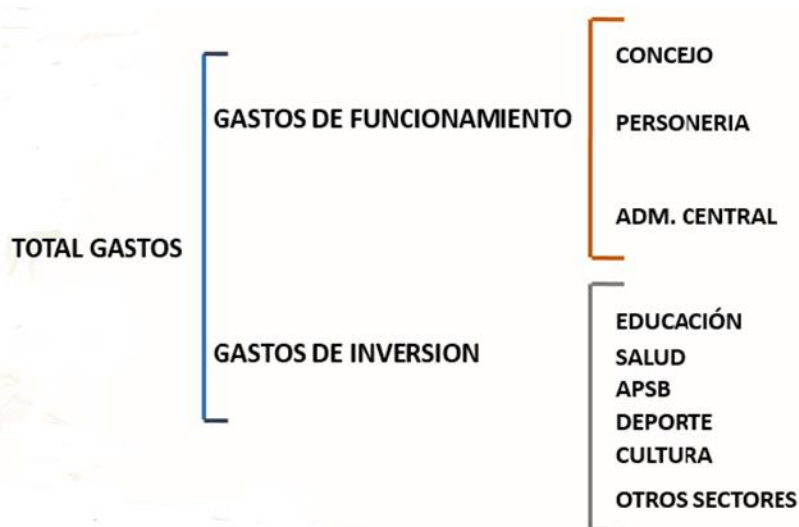 TOTAL GASTOS
GASTOS DE FUNCIONAMIENTO
CONCEJO
PERSONERIA
ADM. CENTRAL
GASTOS DE INVERSION
EDUCACIÓN
SALUD
APSB
DEPORTE
CULTURA
OTROS SECTORES